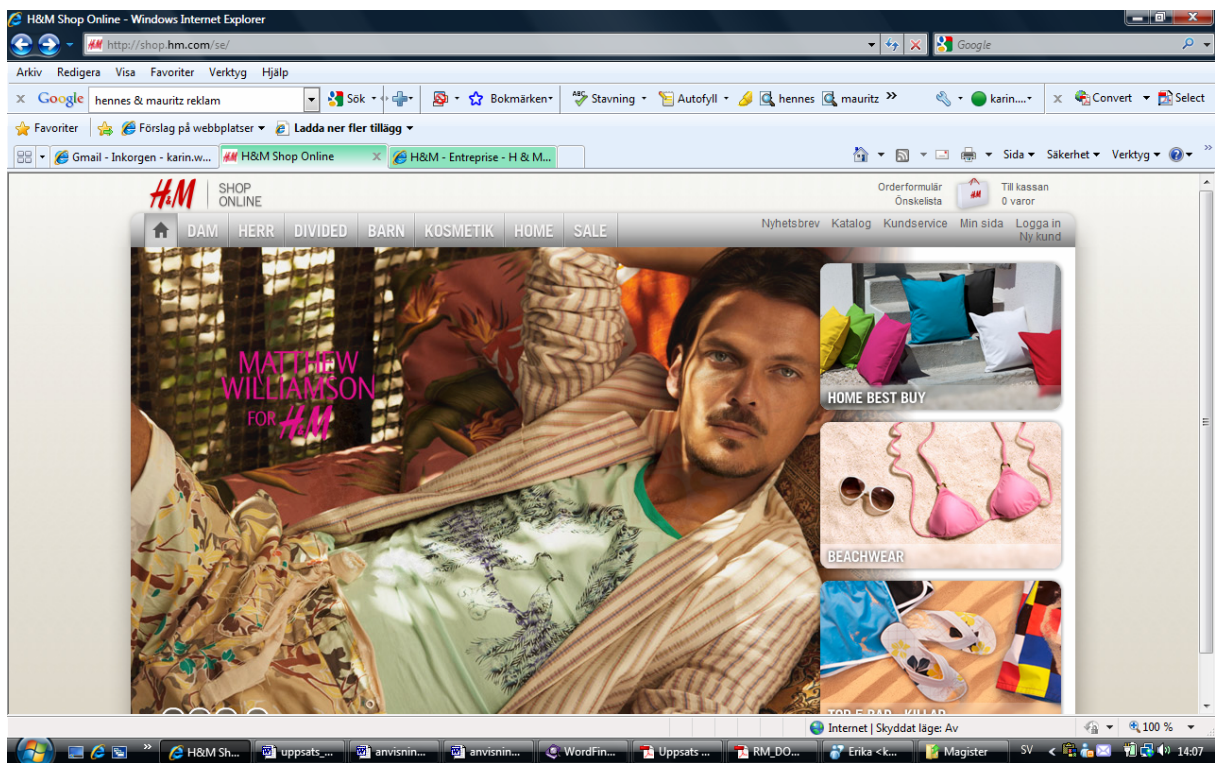 H&M Shop Online - Windows Internet Explorer
http://shop.hm.com/se/
Google
Arkiv Redigera Visa Favoriter Verktyg Hjälp
x Google hennes & mauritz reklam Sök Bokmärken Stavning Autofyll hennes mauritz » karin.... x Convert Select
Favoriter Förslag på webbplatser Ladda ner fler tillägg
Gmail - Inkorgen - karin.w... H&M Shop Online x H&M - Entreprise - H & M... Sida Säkerhet Verktyg »
H&M SHOP
ONLINE
Orderformulär
Önskelista
H&M
Till kassan
0 varor
DAM HERR DIVIDED BARN KOSMETIK HOME SALE
Nyhetsbrev Katalog Kundservice Min sida Logga in
Ny kund
MATTHEW
WILLIAMSON
FOR H&M
HOME BEST BUY
BEACHWEAR
Internet | Skyddat läge: Av 100 %
» H&M Sh... uppsats_... anvisnin... anvisnin... WordFin... Uppsats ... RM_DO... Erika <k... Magister SV 14:07